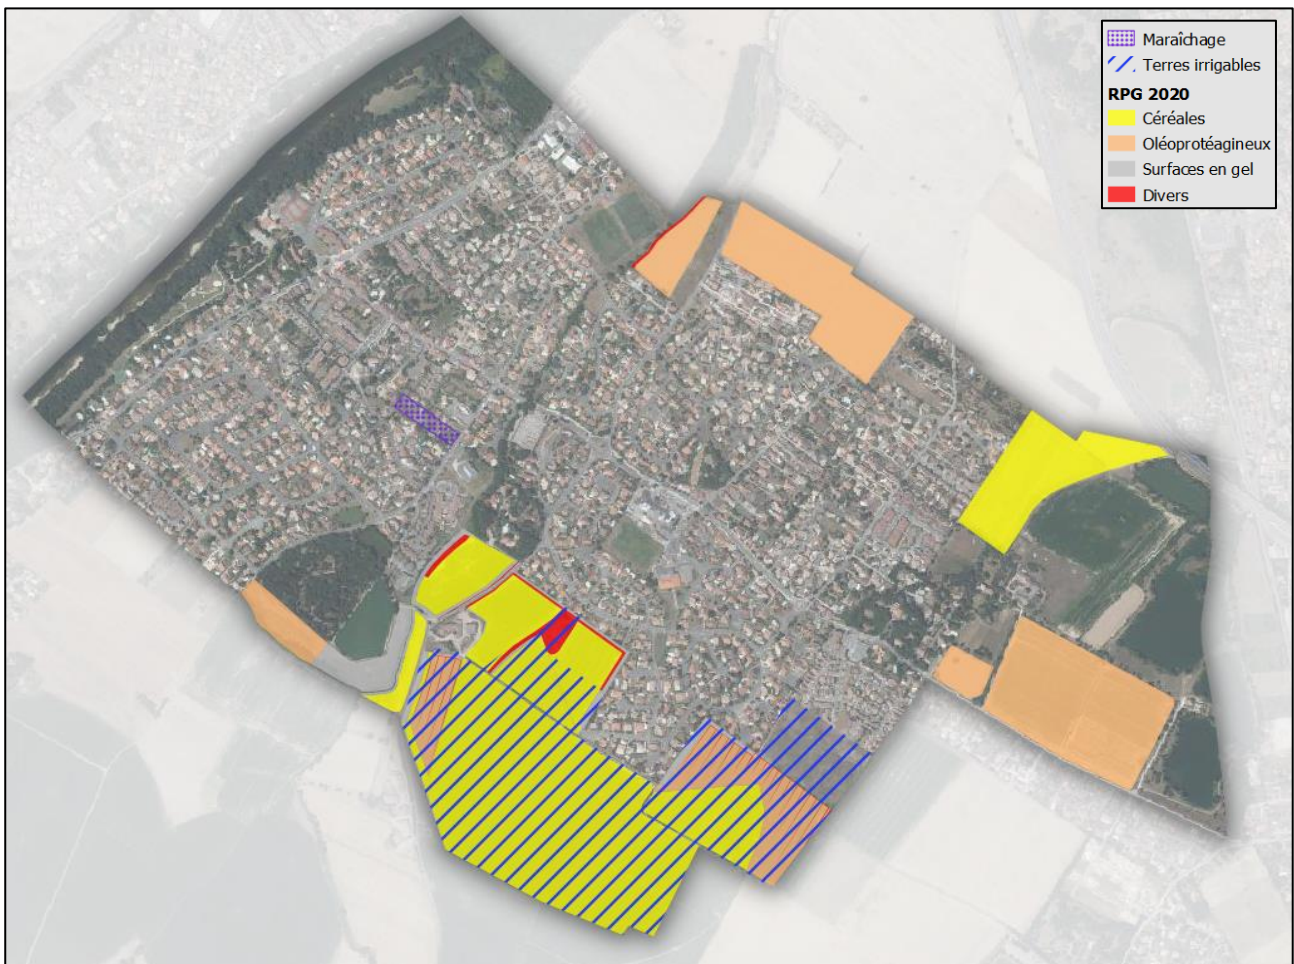 Maraîchage
Terres irrigables
RPG 2020
Céréales
Oléoprotéagineux
Surfaces en gel
Divers